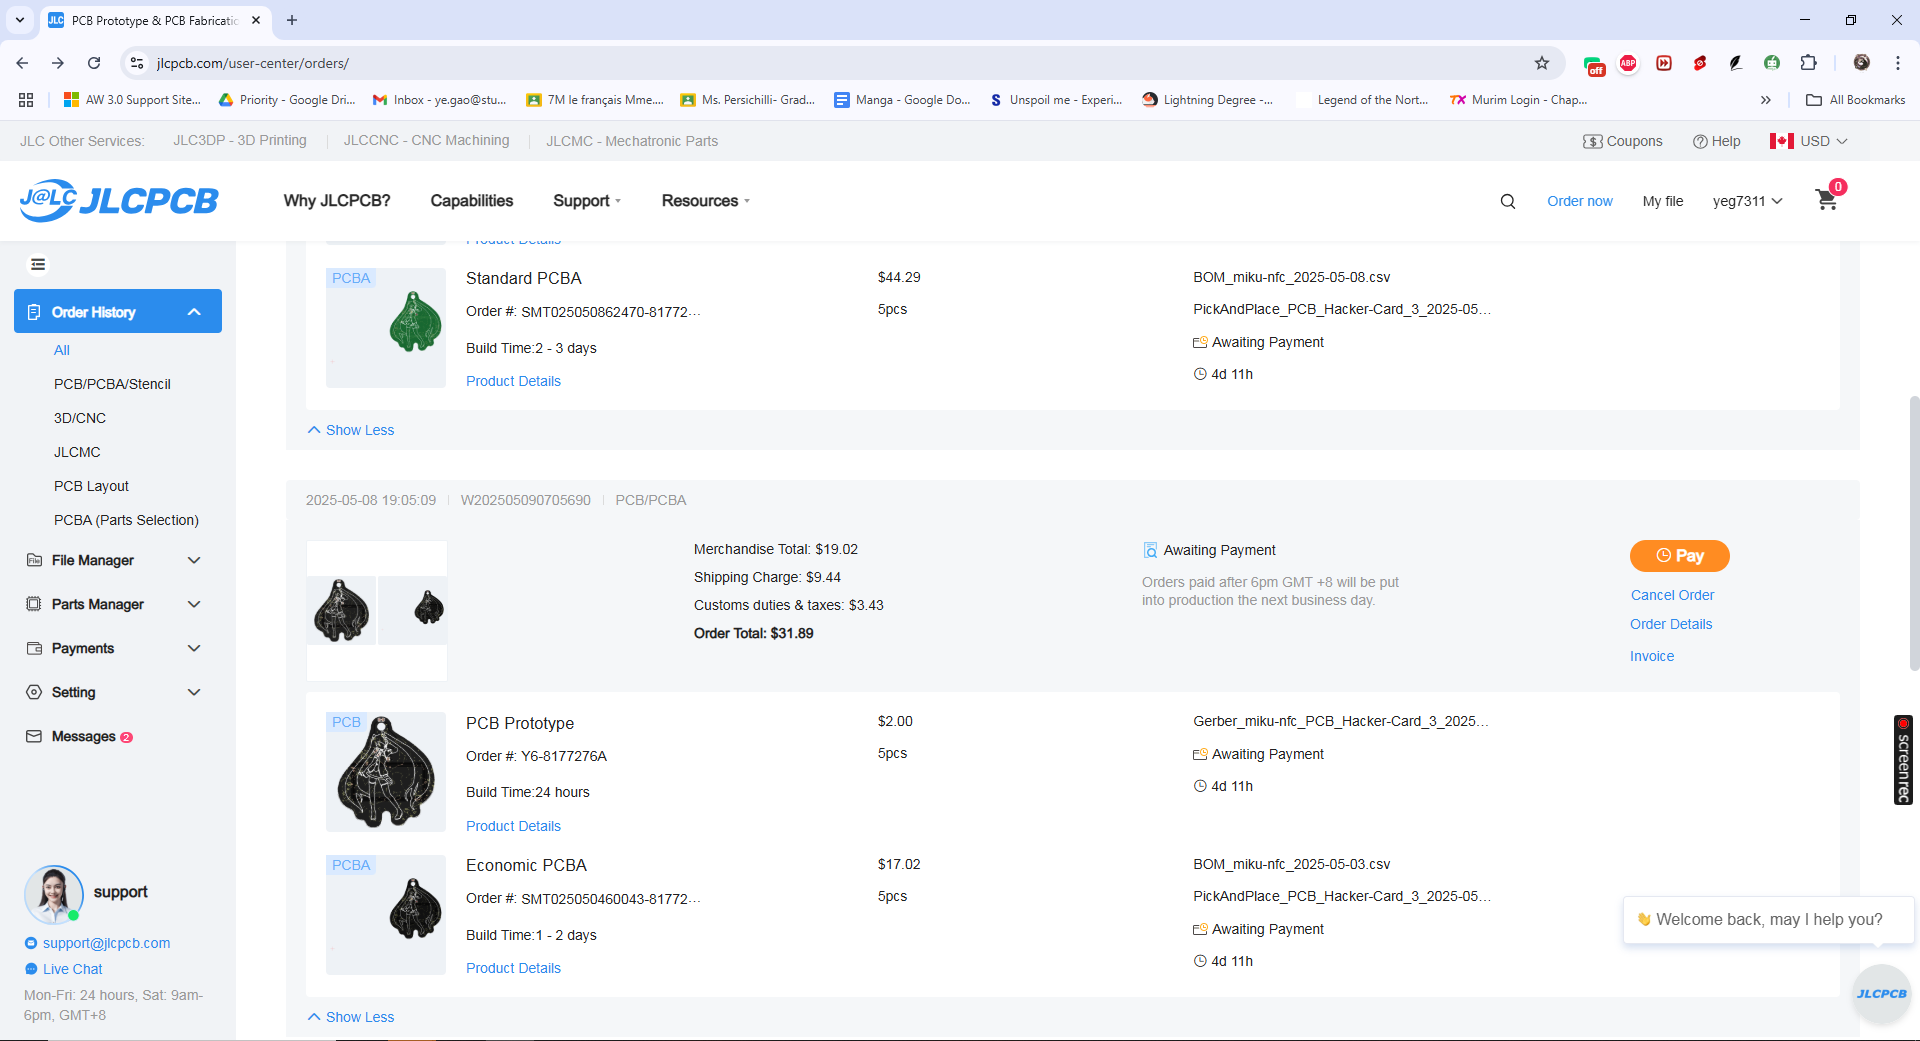 JLC PCB Prototype & PCB Fabricatio
jlcpcb.com/user-center/orders/
off ABP
AW 3.0 Support Site... Priority - Google Dri... Inbox - ye.gao@stu... 7M le français Mme.... Ms. Persichilli- Grad... Manga - Google Do... S Unspoil me - Experi... Lightning Degree -... Legend of the Nort... TX Murim Login - Chap... » All Bookmarks
JLC Other Services: JLC3DP - 3D Printing JLCCNC - CNC Machining JLCMC - Mechatronic Parts $ Coupons Help USD
J@LC JLCPCB Why JLCPCB? Capabilities Support Resources Order now My file yeg7311 0
Product Details
Order History
All
PCB/PCBA/Stencil
3D/CNC
JLCMC
PCB Layout
PCBA (Parts Selection)
File Manager
Parts Manager
Payments
Setting
Messages 2
support
support@jlcpcb.com
Live Chat
Mon-Fri: 24 hours, Sat: 9am-
6pm, GMT+8
PCBA
Standard PCBA
$44.29
BOM_miku-nfc_2025-05-08.csv
Order #: SMT025050862470-81772...
5pcs
PickAndPlace_PCB_Hacker-Card_3_2025-05...
Build Time:2 - 3 days
Awaiting Payment
Product Details
4d 11h
Show Less
2025-05-08 19:05:09 W202505090705690 PCB/PCBA
Merchandise Total: $19.02
Shipping Charge: $9.44
Customs duties & taxes: $3.43
Order Total: $31.89
Awaiting Payment
Orders paid after 6pm GMT +8 will be put
into production the next business day.
Pay
Cancel Order
Order Details
Invoice
PCB
PCB Prototype
$2.00
Gerber_miku-nfc_PCB_Hacker-Card_3_2025...
Order #: Y6-8177276A
5pcs
Awaiting Payment
Build Time:24 hours
4d 11h
Product Details
PCBA
Economic PCBA
$17.02
BOM_miku-nfc_2025-05-03.csv
Order #: SMT025050460043-81772...
5pcs
PickAndPlace_PCB_Hacker-Card_3_2025-05...
Build Time:1 - 2 days
Awaiting Payment
Product Details
4d 11h
Show Less
screenrec
Welcome back, may I help you?
JLCPCB